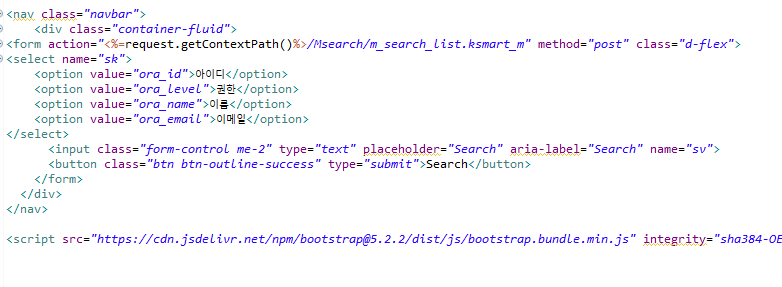 <nav class="navbar">
<div class="container-fluid">
<form action="<%=request.getContextPath()%>/Msearch/m_search_list.ksmart_m" method="post" class="d-flex">
<select name="sk">
<option value="ora_id">아이디</option>
<option value="ora_level">권한</option>
<option value="ora_name">이름</option>
<option value="ora_email">이메일</option>
</select>
<input class="form-control me-2" type="text" placeholder="Search" aria-label="Search" name="sv">
<button class="btn btn-outline-success" type="submit">Search</button>
</form>
</div>
</nav>
<script src="https://cdn.jsdelivr.net/npm/bootstrap@5.2.2/dist/js/bootstrap.bundle.min.js" integrity="sha384-OE